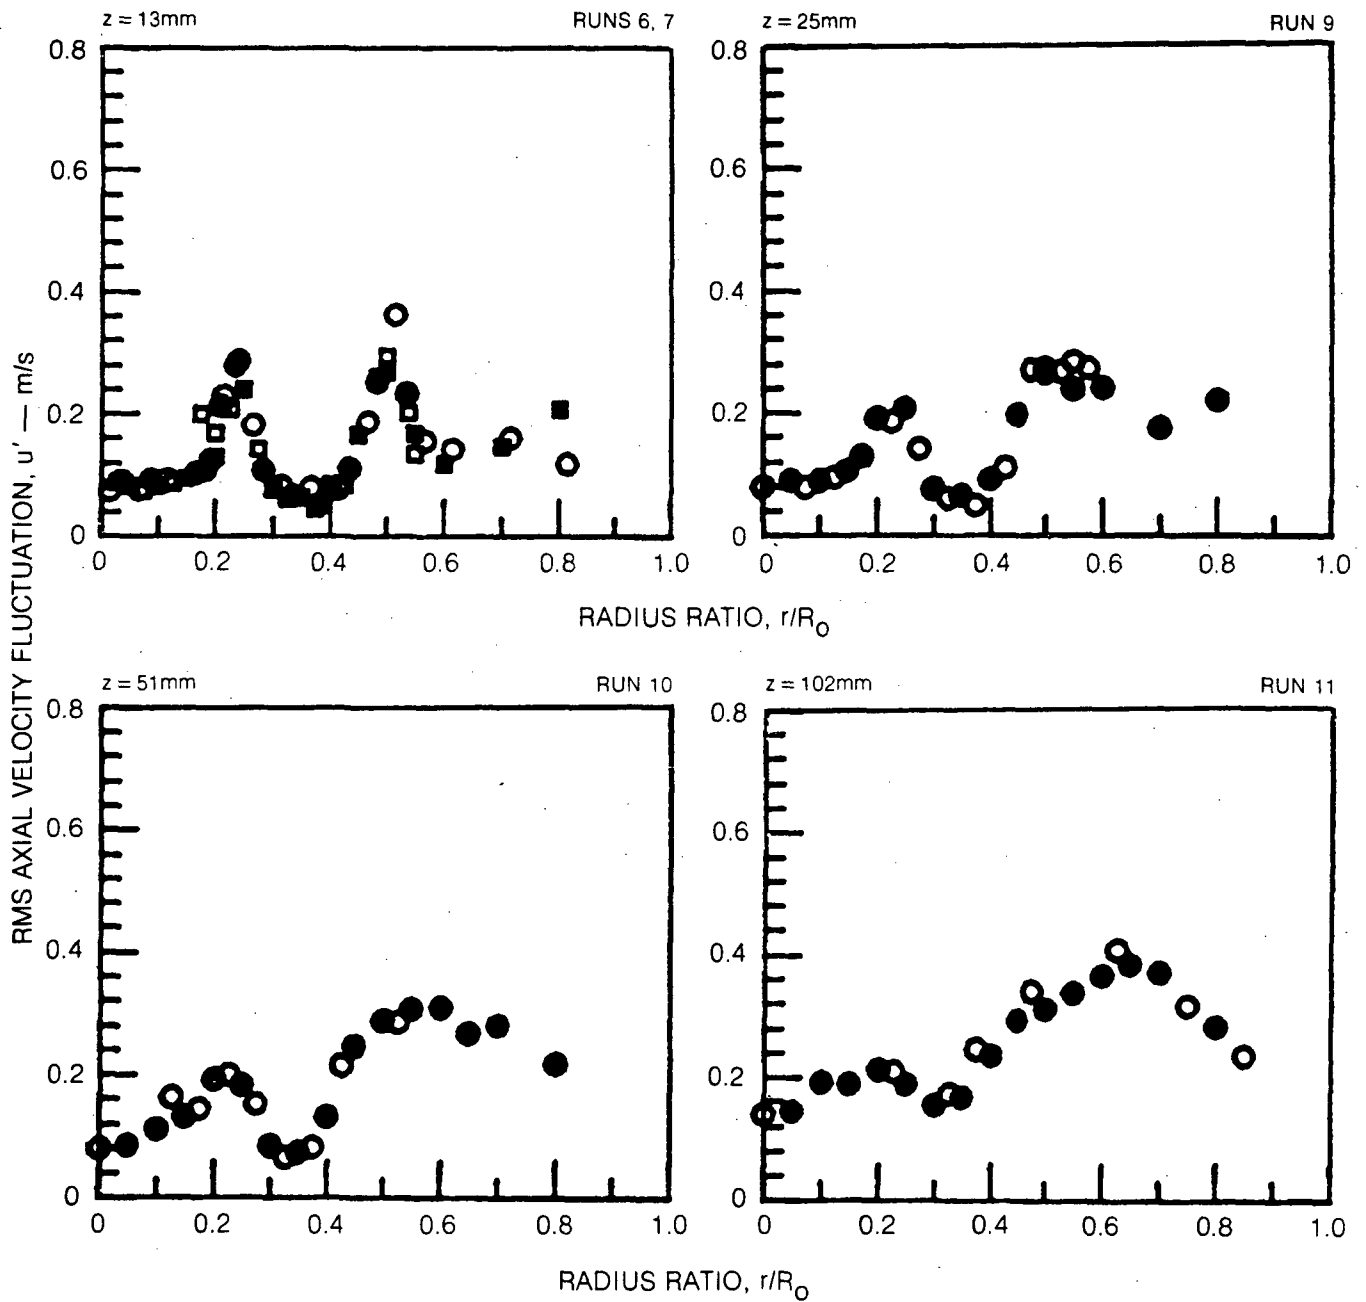 z = 13mm RUNS 6, 7
0.8
0.6
0.4
0.2
0
0 0.2 0.4 0.6 0.8 1.0
z = 25mm RUN 9
0.8
0.6
0.4
0.2
0
0 0.2 0.4 0.6 0.8 1.0
RADIUS RATIO, r/Ro
RMS AXIAL VELOCITY FLUCTUATION, u' — m/s
z = 51mm RUN 10
0.8
0.6
0.4
0.2
0
0 0.2 0.4 0.6 0.8 1.0
z = 102mm RUN 11
0.8
0.6
0.4
0.2
0
0 0.2 0.4 0.6 0.8 1.0
RADIUS RATIO, r/Ro